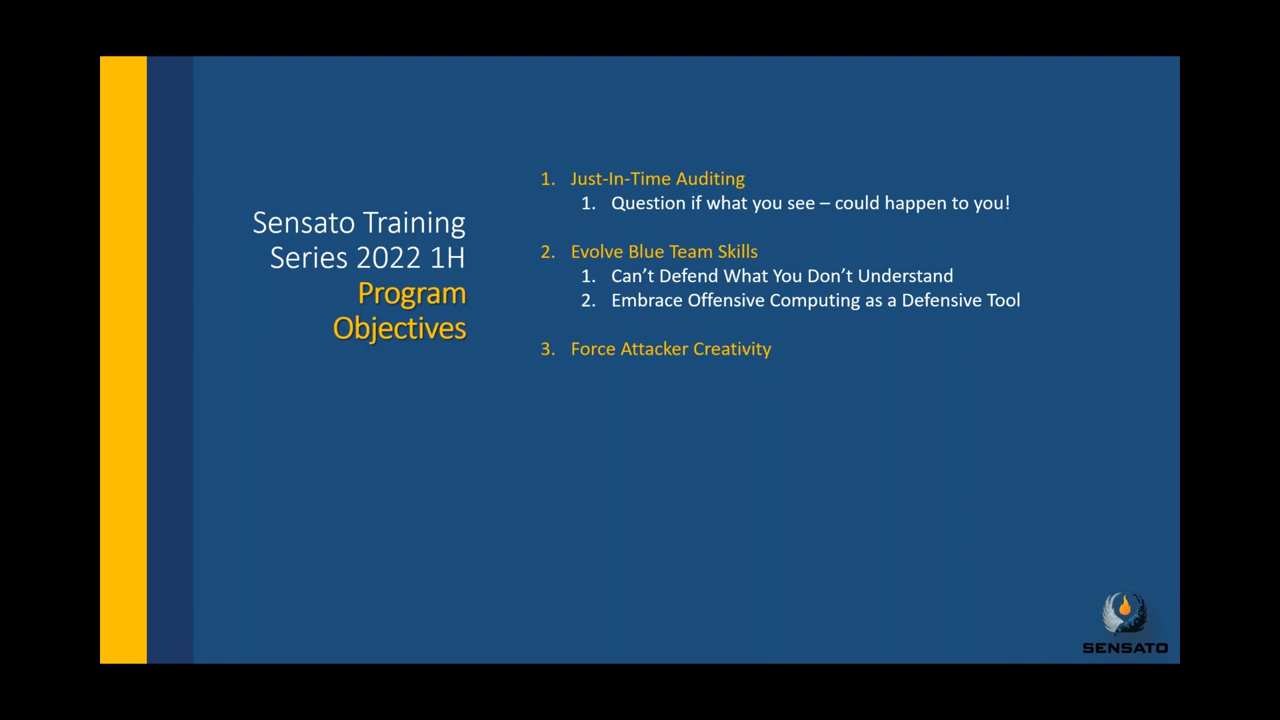 Sensato Training
Series 2022 1H
Program
Objectives
1. Just-In-Time Auditing
1. Question if what you see – could happen to you!
2. Evolve Blue Team Skills
1. Can't Defend What You Don't Understand
2. Embrace Offensive Computing as a Defensive Tool
3. Force Attacker Creativity
SENSATO